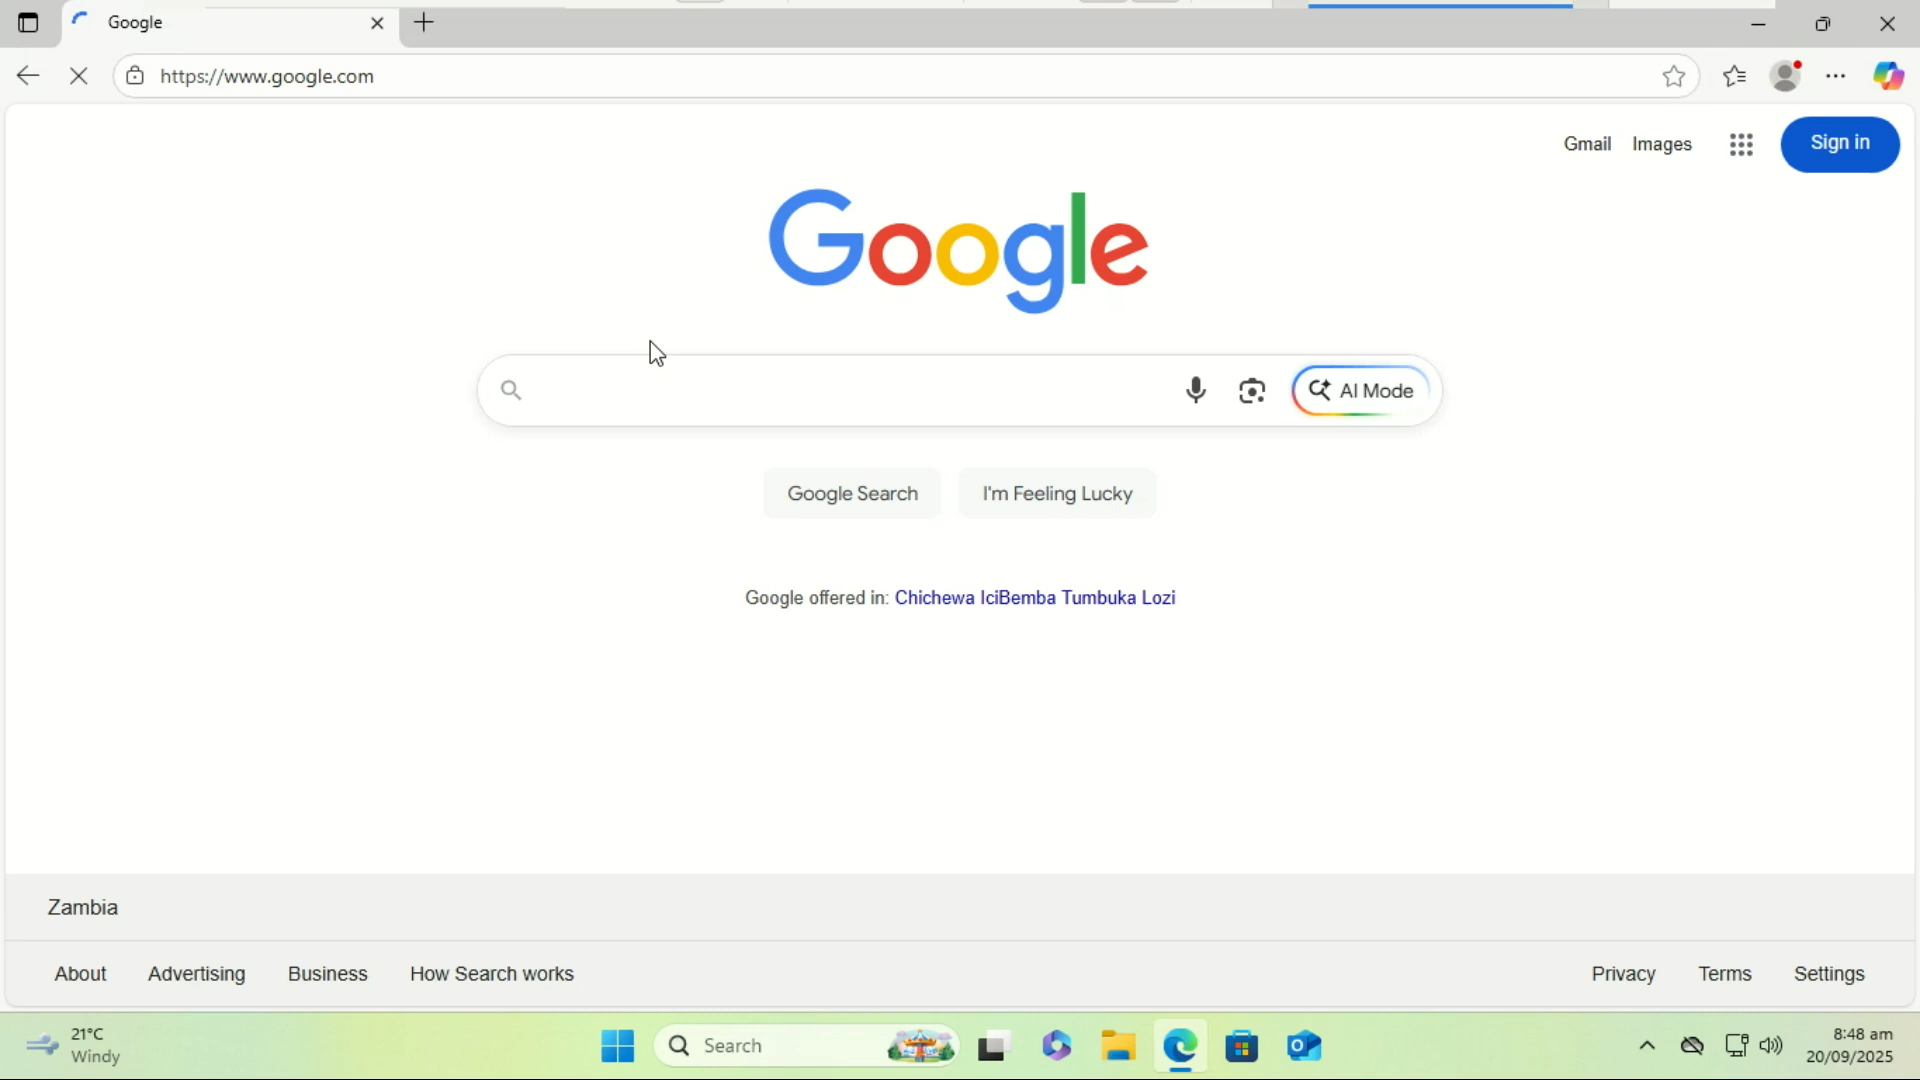 Google
https://www.google.com
Gmail Images Sign in
Google
AI Mode
Google Search I'm Feeling Lucky
Google offered in: Chichewa IciBemba Tumbuka Lozi
Zambia
About Advertising Business How Search works Privacy Terms Settings
21°C
Windy
Search
8:48 am
20/09/2025